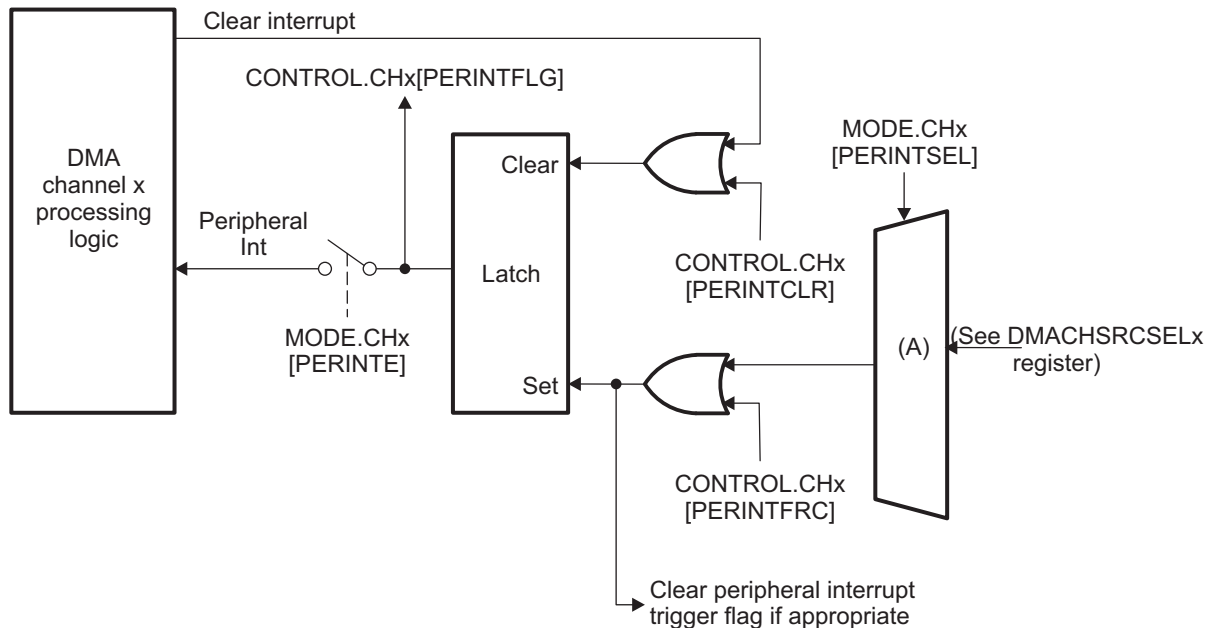 Clear interrupt
CONTROL.CHx[PERINTFLG]
DMA
channel x
processing
logic
Peripheral
Int
MODE.CHx
[PERINTE]
Clear
Latch
Set
CONTROL.CHx
[PERINTCLR]
MODE.CHx
[PERINTSEL]
(A)
(See DMACHSRCSELx
register)
CONTROL.CHx
[PERINTFRC]
Clear peripheral interrupt
trigger flag if appropriate